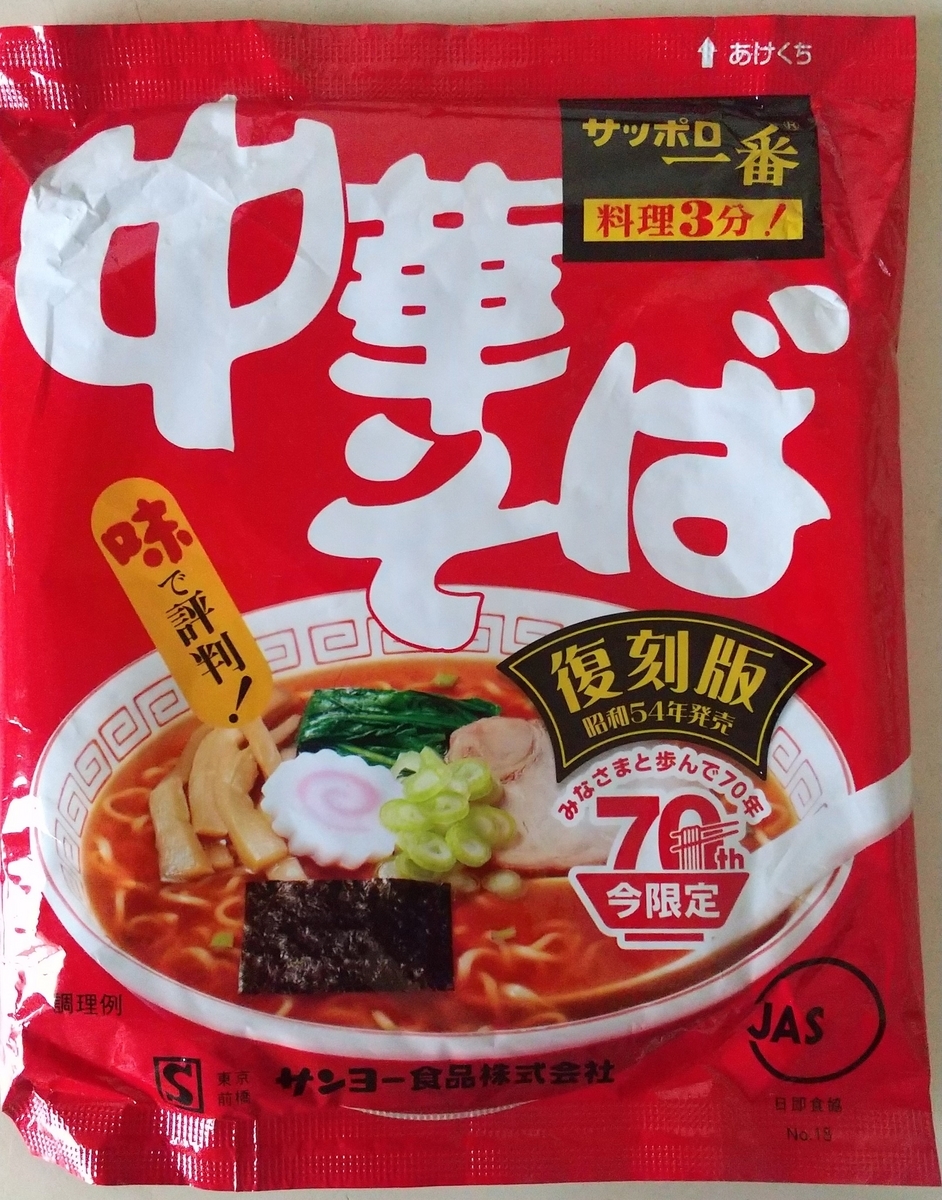 あけくち
サッポロ一番®
料理3分!
中華そば
味で評判!
復刻版
昭和54年発売
みなさまと歩んで70年
70th
今限定
調理例
JAS
S
東京
前橋
サンヨー食品株式会社
日即食協
No.18